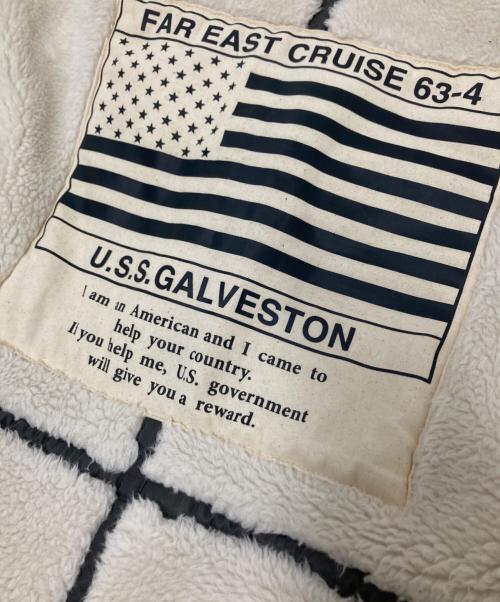 FAR EAST CRUISE 63-4
U.S.S.GALVESTON
I am an American and I came to
help your country.
If you help me, U.S. government
will give you a reward.